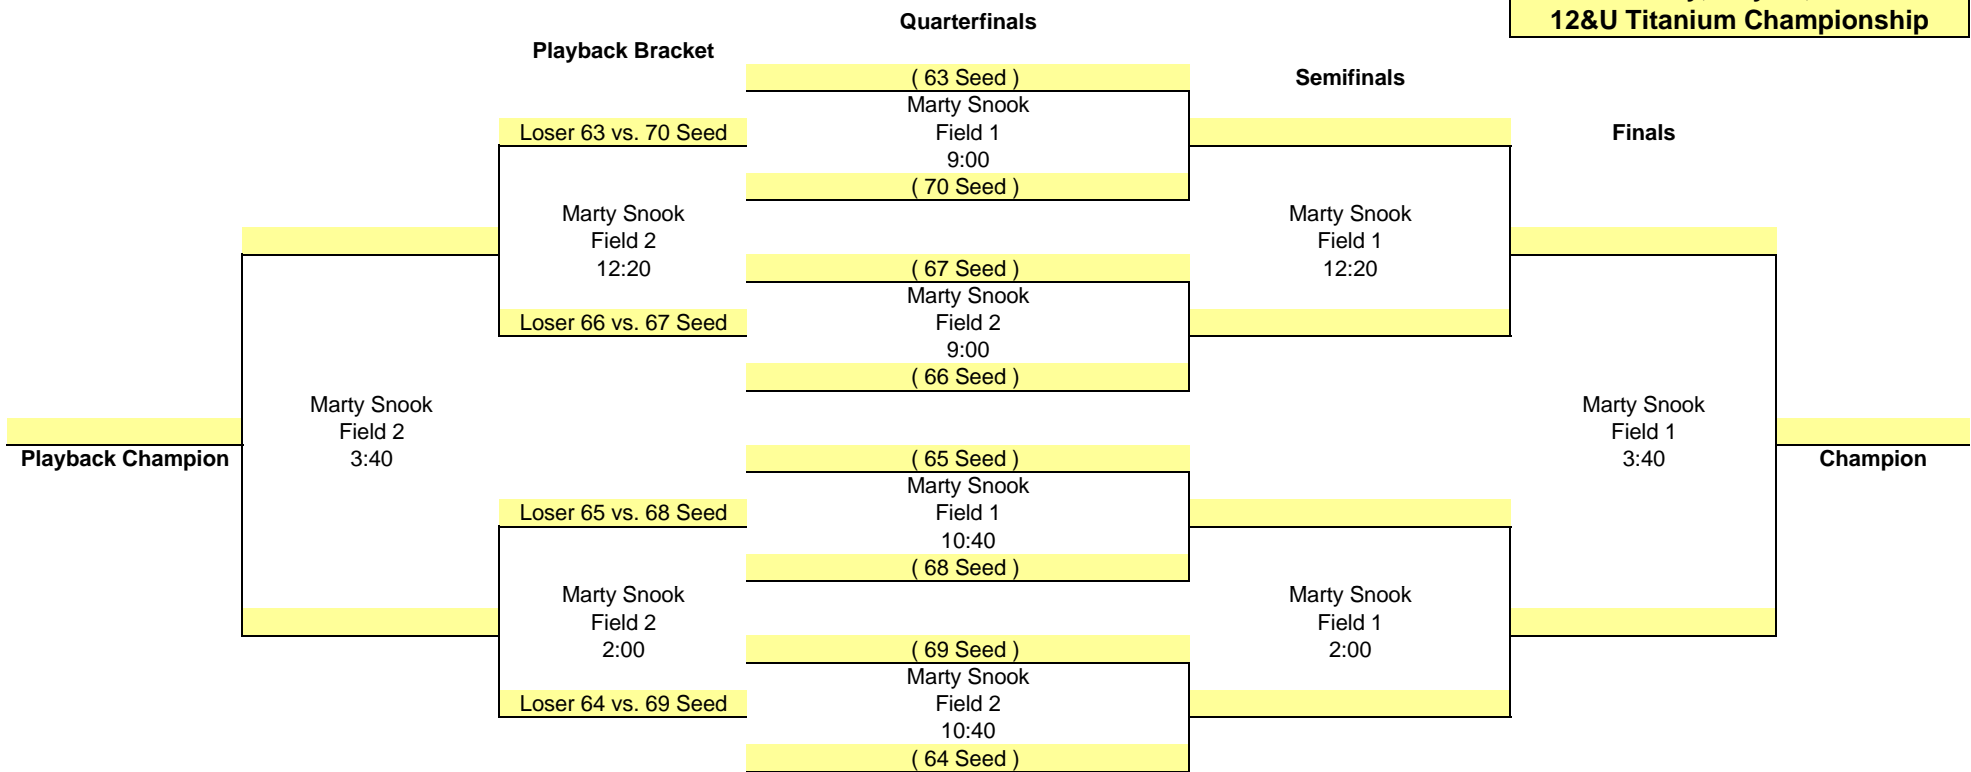 12&U Titanium Championship
Quarterfinals
Playback Bracket
Semifinals
Finals
( 63 Seed )
Marty Snook
Field 1
9:00
( 70 Seed )
Loser 63 vs. 70 Seed
Marty Snook
Field 2
12:20
Loser 66 vs. 67 Seed
( 67 Seed )
Marty Snook
Field 2
9:00
( 66 Seed )
Marty Snook
Field 1
12:20
Marty Snook
Field 2
3:40
Playback Champion
( 65 Seed )
Marty Snook
Field 1
10:40
( 68 Seed )
Loser 65 vs. 68 Seed
Marty Snook
Field 2
2:00
Loser 64 vs. 69 Seed
( 69 Seed )
Marty Snook
Field 2
10:40
( 64 Seed )
Marty Snook
Field 1
2:00
Marty Snook
Field 1
3:40
Champion